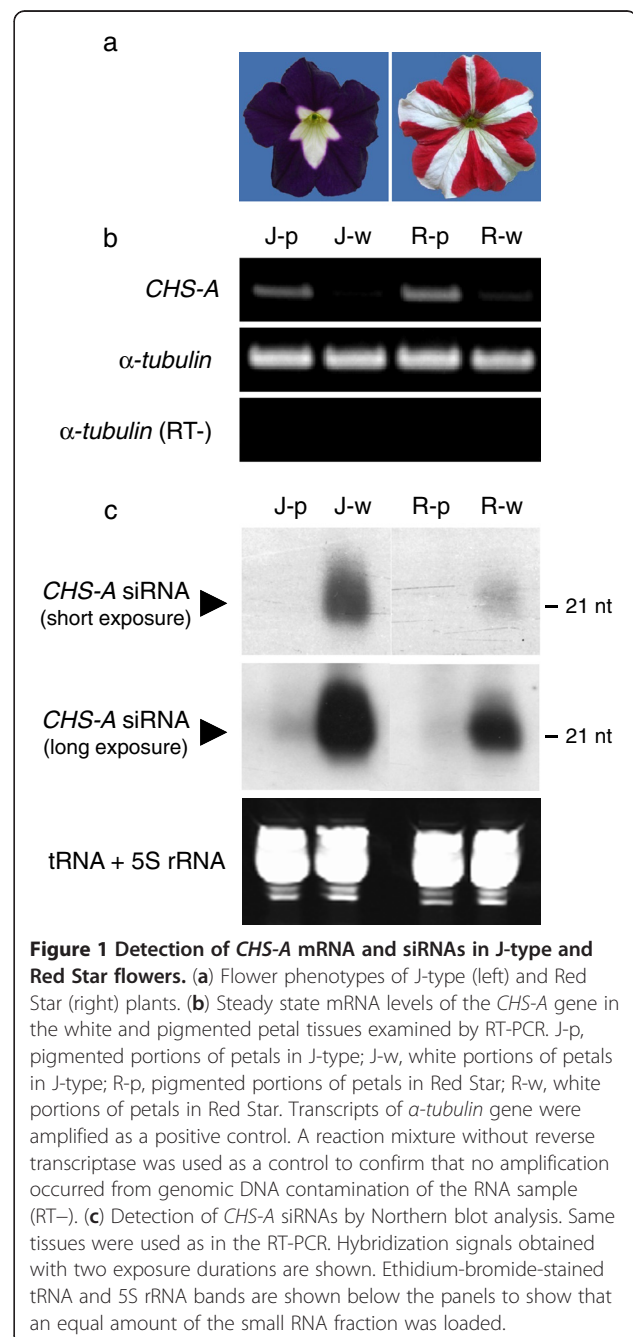 a
b
J-p J-w R-p R-w
CHS-A
α-tubulin
α-tubulin (RT-)
c
J-p J-w R-p R-w
CHS-A siRNA
(short exposure)
– 21 nt
CHS-A siRNA
(long exposure)
– 21 nt
tRNA + 5S rRNA
Figure 1 Detection of CHS-A mRNA and siRNAs in J-type and
Red Star flowers. (a) Flower phenotypes of J-type (left) and Red
Star (right) plants. (b) Steady state mRNA levels of the CHS-A gene in
the white and pigmented petal tissues examined by RT-PCR. J-p,
pigmented portions of petals in J-type; J-w, white portions of petals
in J-type; R-p, pigmented portions of petals in Red Star; R-w, white
portions of petals in Red Star. Transcripts of α-tubulin gene were
amplified as a positive control. A reaction mixture without reverse
transcriptase was used as a control to confirm that no amplification
occurred from genomic DNA contamination of the RNA sample
(RT−). (c) Detection of CHS-A siRNAs by Northern blot analysis. Same
tissues were used as in the RT-PCR. Hybridization signals obtained
with two exposure durations are shown. Ethidium-bromide-stained
tRNA and 5S rRNA bands are shown below the panels to show that
an equal amount of the small RNA fraction was loaded.